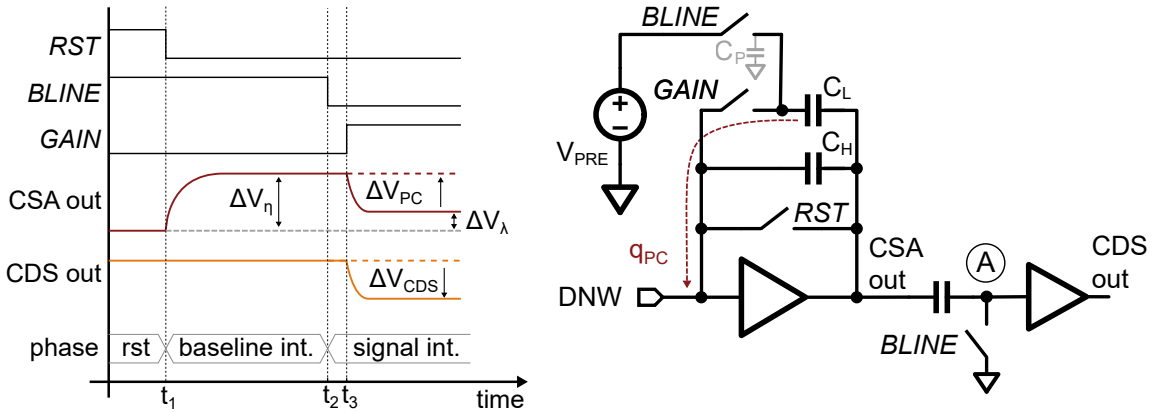 RST
BLINE
GAIN
CSA out
ΔVη
ΔVPC
ΔVλ
CDS out
ΔVCDS
phase
rst
baseline int.
signal int.
t1
t2
t3
time
BLINE
CP
GAIN
CL
+
−
VPRE
CH
RST
qPC
DNW
CSA
out
A
CDS
out
BLINE